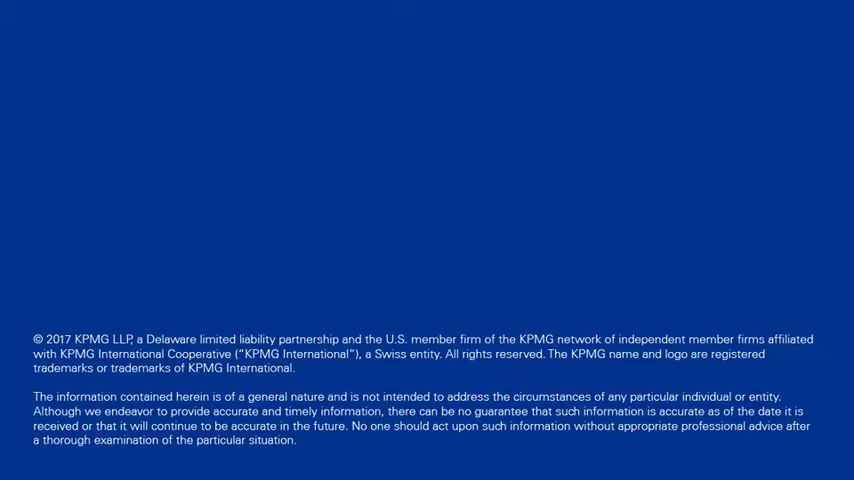 © 2017 KPMG LLP, a Delaware limited liability partnership and the U.S. member firm of the KPMG network of independent member firms affiliated
with KPMG International Cooperative (“KPMG International”), a Swiss entity. All rights reserved. The KPMG name and logo are registered
trademarks or trademarks of KPMG International.
The information contained herein is of a general nature and is not intended to address the circumstances of any particular individual or entity.
Although we endeavor to provide accurate and timely information, there can be no guarantee that such information is accurate as of the date it is
received or that it will continue to be accurate in the future. No one should act upon such information without appropriate professional advice after
a thorough examination of the particular situation.